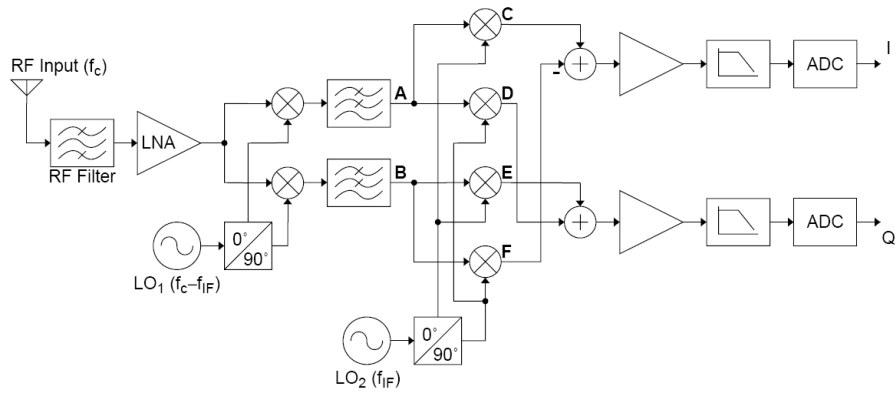 RF Input (fc)
RF Filter
LNA
LO1 (fc–fIF)
0°
90°
A
B
LO2 (fIF)
0°
90°
C
D
E
F
+
-
+
ADC
I
ADC
Q